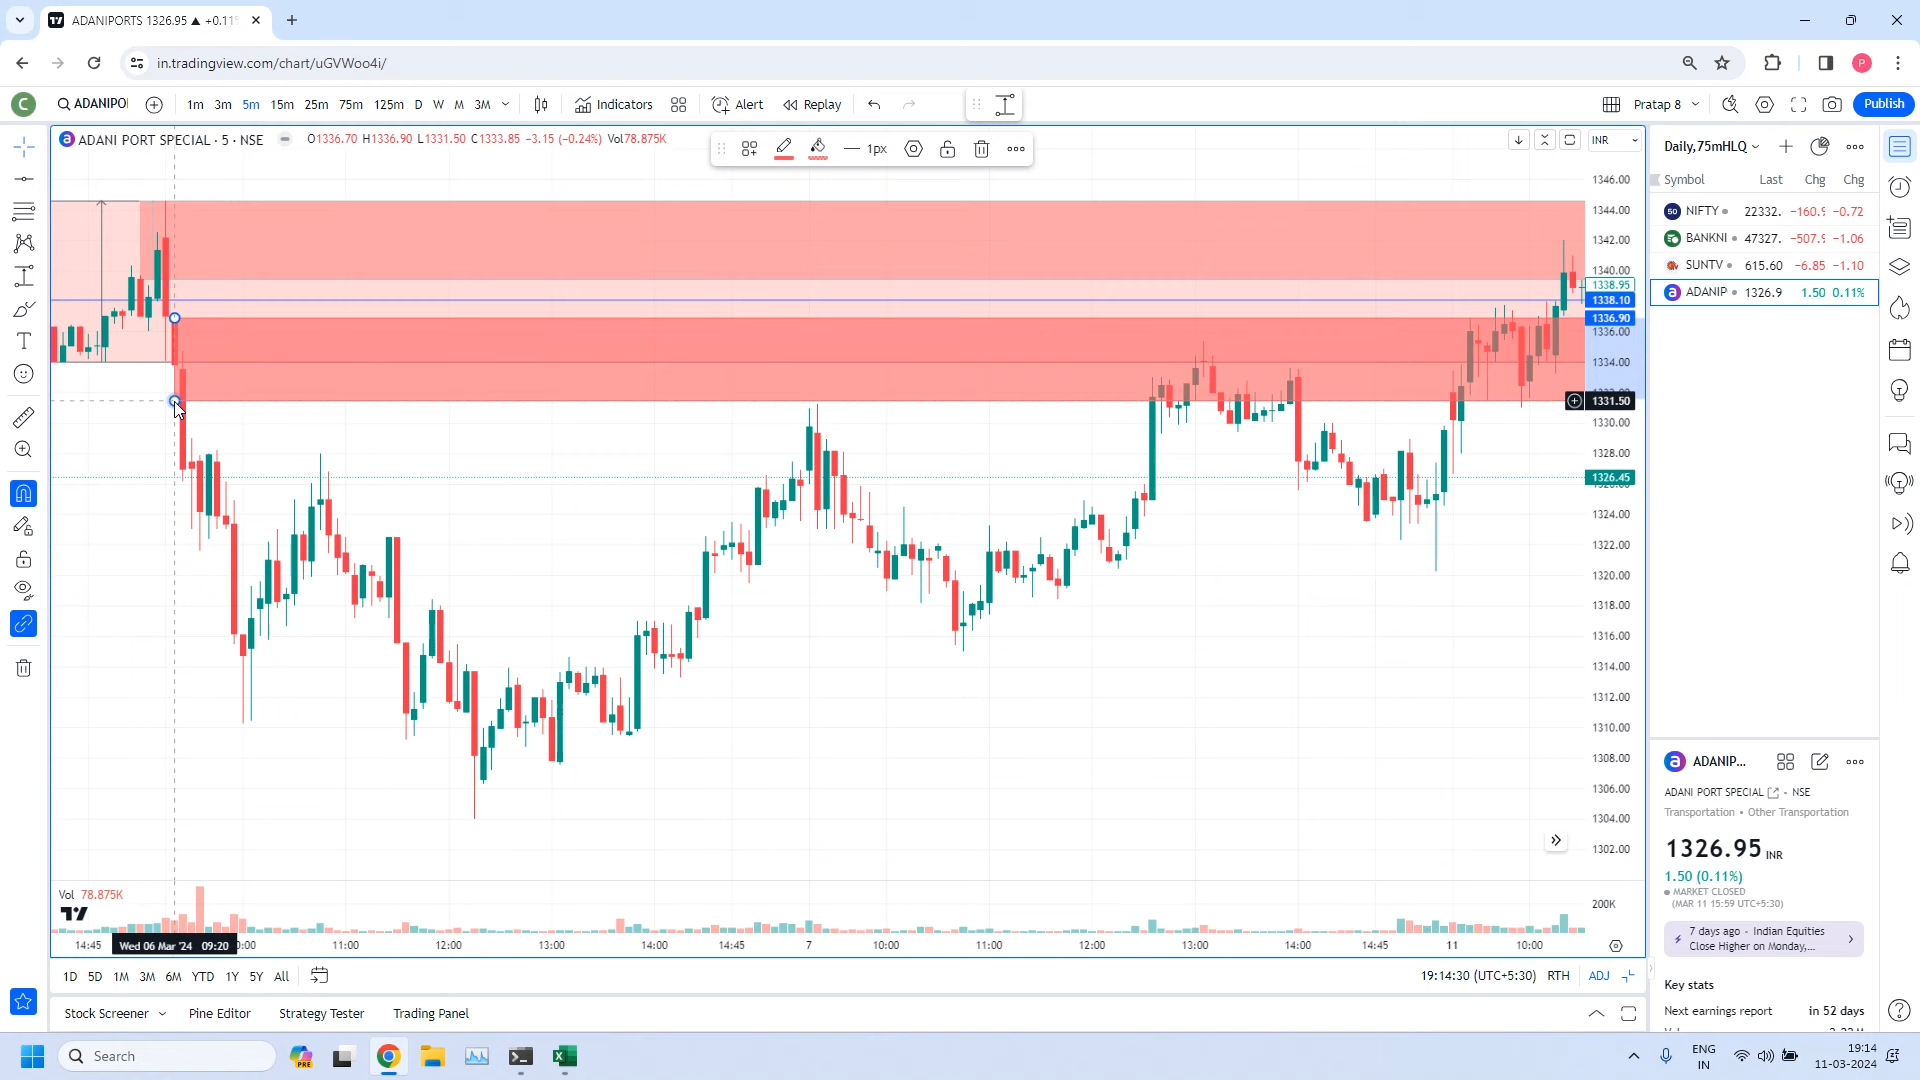 ADANIPORTS 1326.95 ▲ +0.11
in.tradingview.com/chart/uGVWoo4i/
P
C
ADANIPOI
1m 3m 5m 15m 25m 75m 125m D W M 3M
Indicators
Alert
Replay
Pratap 8
Publish
ADANI PORT SPECIAL · 5 · NSE
O1336.70 H1336.90 L1331.50 C1333.85 −3.15 (−0.24%) Vol78.875K
1px
INR
1346.00
1344.00
1342.00
1340.00
1338.95
1338.10
1336.90
1336.00
1334.00
1331.50
1330.00
1328.00
1326.45
1324.00
1322.00
1320.00
1318.00
1316.00
1314.00
1312.00
1310.00
1308.00
1306.00
1304.00
1302.00
Vol 78.875K
200K
14:45 Wed 06 Mar '24 09:20 0:00 11:00 12:00 13:00 14:00 14:45 7 10:00 11:00 12:00 13:00 14:00 14:45 11 10:00
1D 5D 1M 3M 6M YTD 1Y 5Y All
19:14:30 (UTC+5:30) RTH ADJ
Stock Screener Pine Editor Strategy Tester Trading Panel
Daily,75mHLQ
Symbol Last Chg Chg
50 NIFTY 22332. −160.9 −0.72
BANKNI 47327. −507.9 −1.06
SUNTV 615.60 −6.85 −1.10
a ADANIP 1326.9 1.50 0.11%
a ADANIP...
ADANI PORT SPECIAL - NSE
Transportation • Other Transportation
1326.95 INR
1.50 (0.11%)
MARKET CLOSED
(MAR 11 15:59 UTC+5:30)
7 days ago - Indian Equities
Close Higher on Monday,...
Key stats
Next earnings report in 52 days
Search
PRE
ENG
IN
19:14
11-03-2024